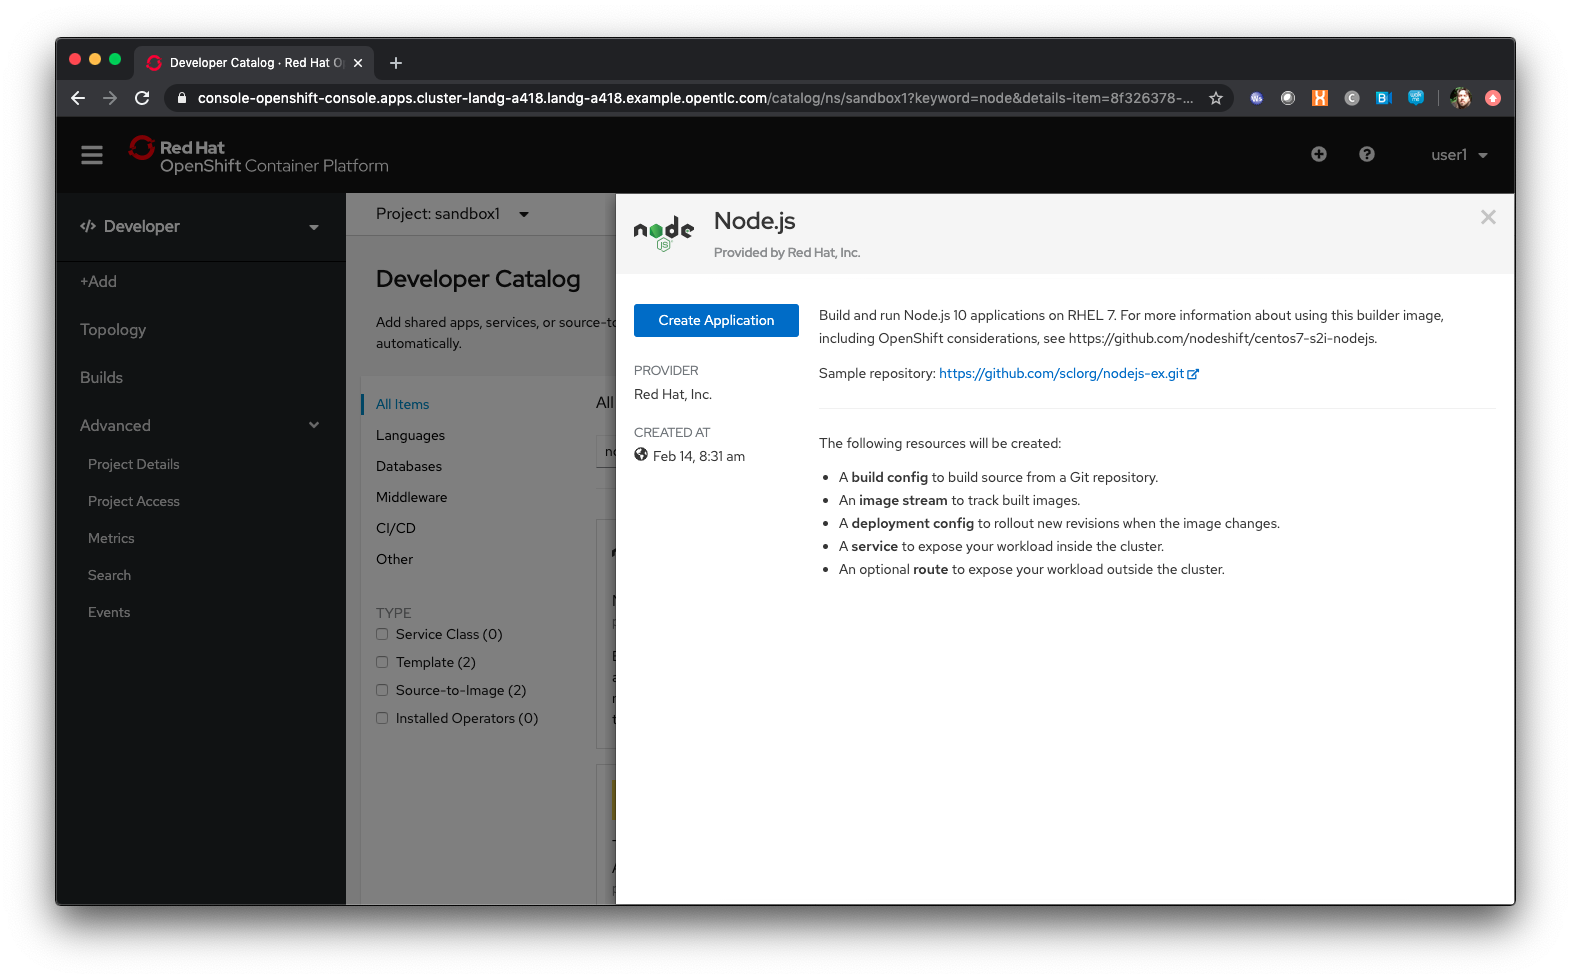 Developer Catalog · Red Hat O
console-openshift-console.apps.cluster-landg-a418.landg-a418.example.opentlc.com/catalog/ns/sandbox1?keyword=node&details-item=8f326378-...
Red Hat
OpenShift Container Platform
user1
Developer
+Add
Topology
Builds
Advanced
Project Details
Project Access
Metrics
Search
Events
Project: sandbox1
Developer Catalog
Add shared apps, services, or source-to
automatically.
All Items
Languages
Databases
Middleware
CI/CD
Other
TYPE
Service Class (0)
Template (2)
Source-to-Image (2)
Installed Operators (0)
All
node JS
Node.js
Provided by Red Hat, Inc.
Create Application
PROVIDER
Red Hat, Inc.
CREATED AT
Feb 14, 8:31 am
Build and run Node.js 10 applications on RHEL 7. For more information about using this builder image,
including OpenShift considerations, see https://github.com/nodeshift/centos7-s2i-nodejs.
Sample repository: https://github.com/sclorg/nodejs-ex.git
The following resources will be created:
• A build config to build source from a Git repository.
• An image stream to track built images.
• A deployment config to rollout new revisions when the image changes.
• A service to expose your workload inside the cluster.
• An optional route to expose your workload outside the cluster.